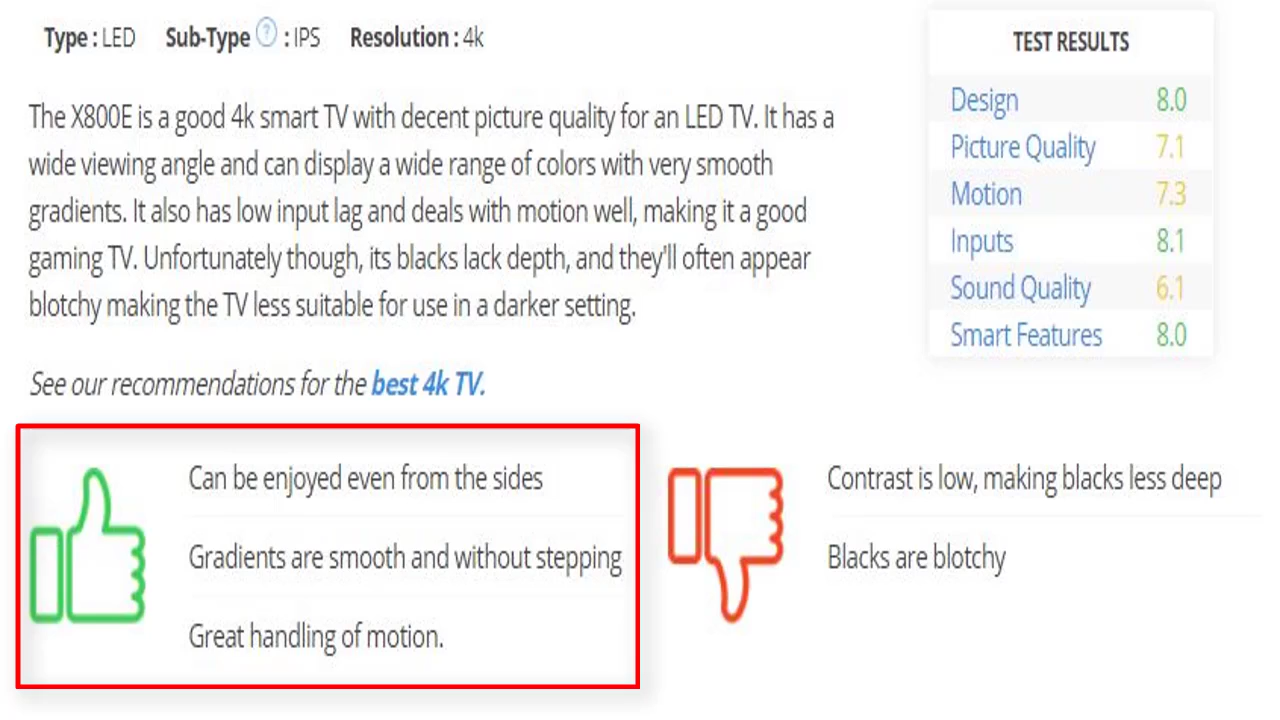 Type : LED Sub-Type ? : IPS Resolution : 4k
The X800E is a good 4k smart TV with decent picture quality for an LED TV. It has a
wide viewing angle and can display a wide range of colors with very smooth
gradients. It also has low input lag and deals with motion well, making it a good
gaming TV. Unfortunately though, its blacks lack depth, and they'll often appear
blotchy making the TV less suitable for use in a darker setting.
See our recommendations for the best 4k TV.
TEST RESULTS
Design 8.0
Picture Quality 7.1
Motion 7.3
Inputs 8.1
Sound Quality 6.1
Smart Features 8.0
Can be enjoyed even from the sides
Gradients are smooth and without stepping
Great handling of motion.
Contrast is low, making blacks less deep
Blacks are blotchy